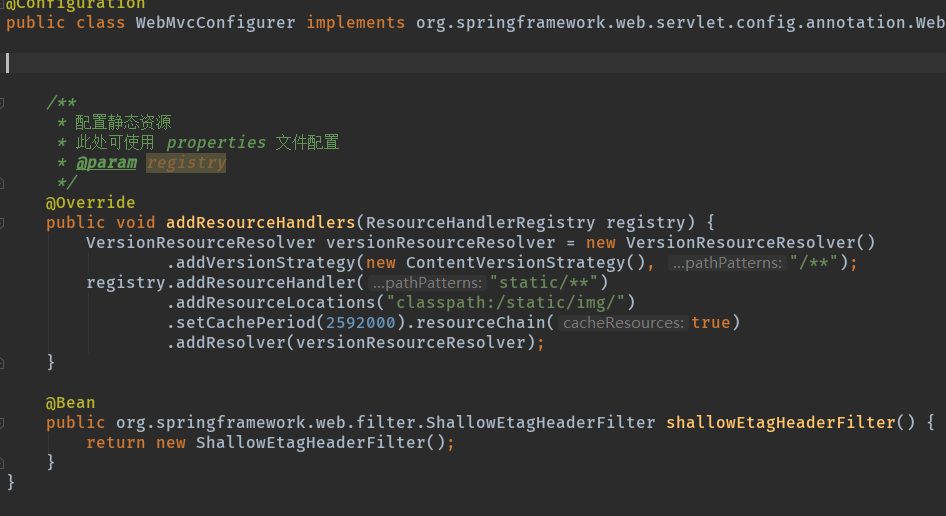 @Configuration
public class WebMvcConfigurer implements org.springframework.web.servlet.config.annotation.Web
/**
* 配置静态资源
* 此处可使用 properties 文件配置
* @param registry
*/
@Override
public void addResourceHandlers(ResourceHandlerRegistry registry) {
VersionResourceResolver versionResourceResolver = new VersionResourceResolver()
.addVersionStrategy(new ContentVersionStrategy(), ...pathPatterns: "/**");
registry.addResourceHandler( ...pathPatterns: "static/**")
.addResourceLocations("classpath:/static/img/")
.setCachePeriod(2592000).resourceChain( cacheResources: true)
.addResolver(versionResourceResolver);
}
@Bean
public org.springframework.web.filter.ShallowEtagHeaderFilter shallowEtagHeaderFilter() {
return new ShallowEtagHeaderFilter();
}
}